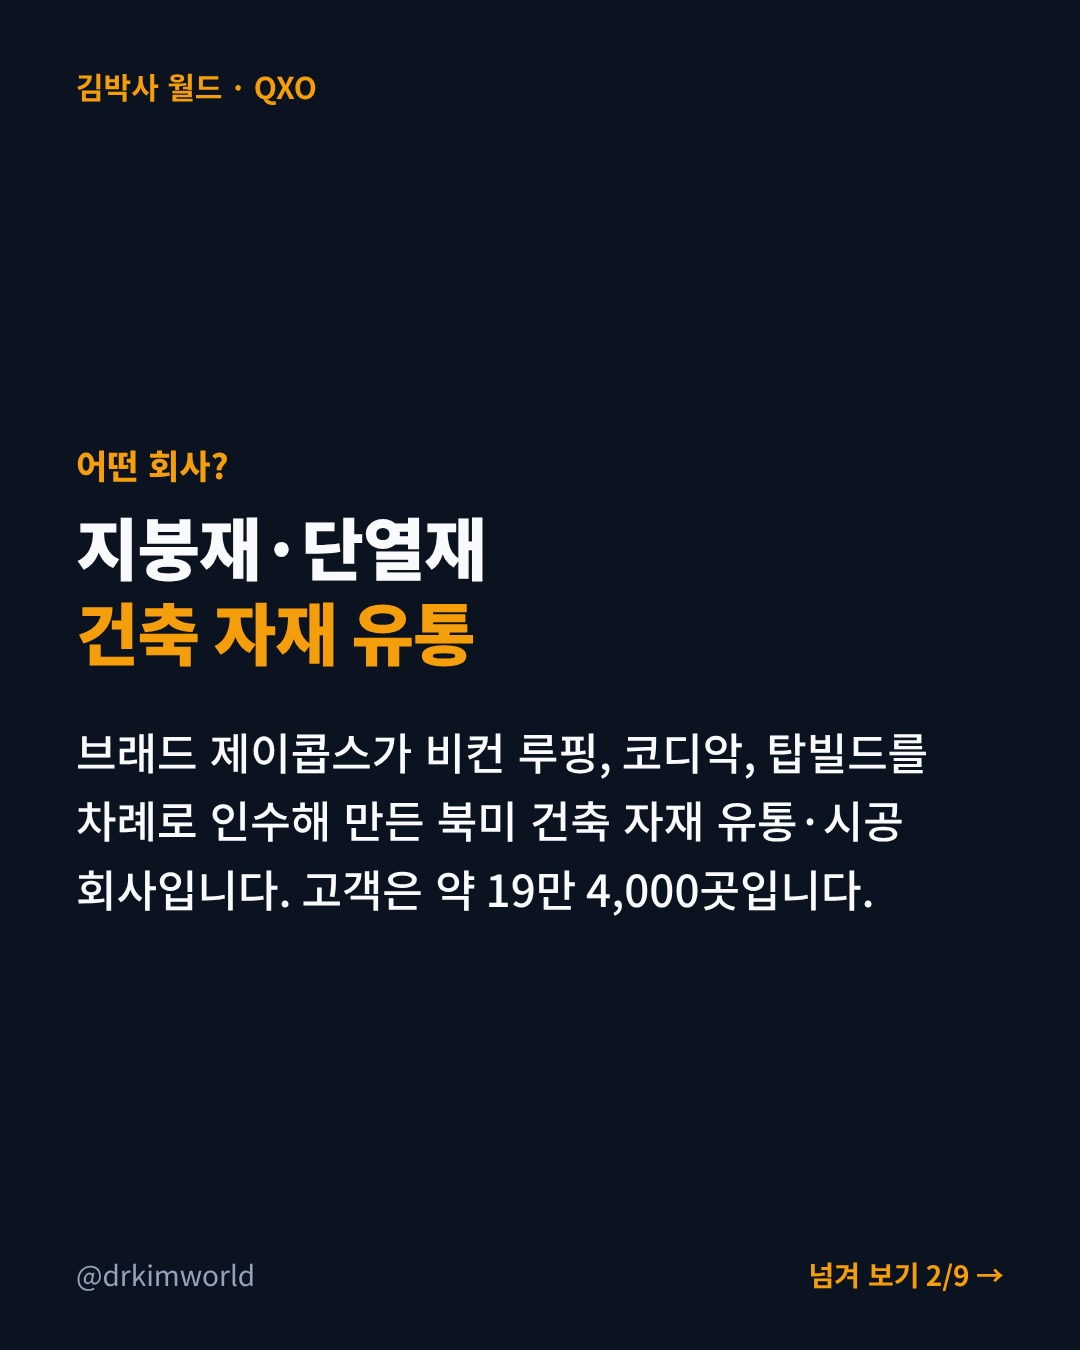 김박사 월드 · QXO
어떤 회사?
지붕재·단열재
건축 자재 유통
브래드 제이콥스가 비컨 루핑, 코디악, 탑빌드를
차례로 인수해 만든 북미 건축 자재 유통·시공
회사입니다. 고객은 약 19만 4,000곳입니다.
@drkimworld
넘겨 보기 2/9 →